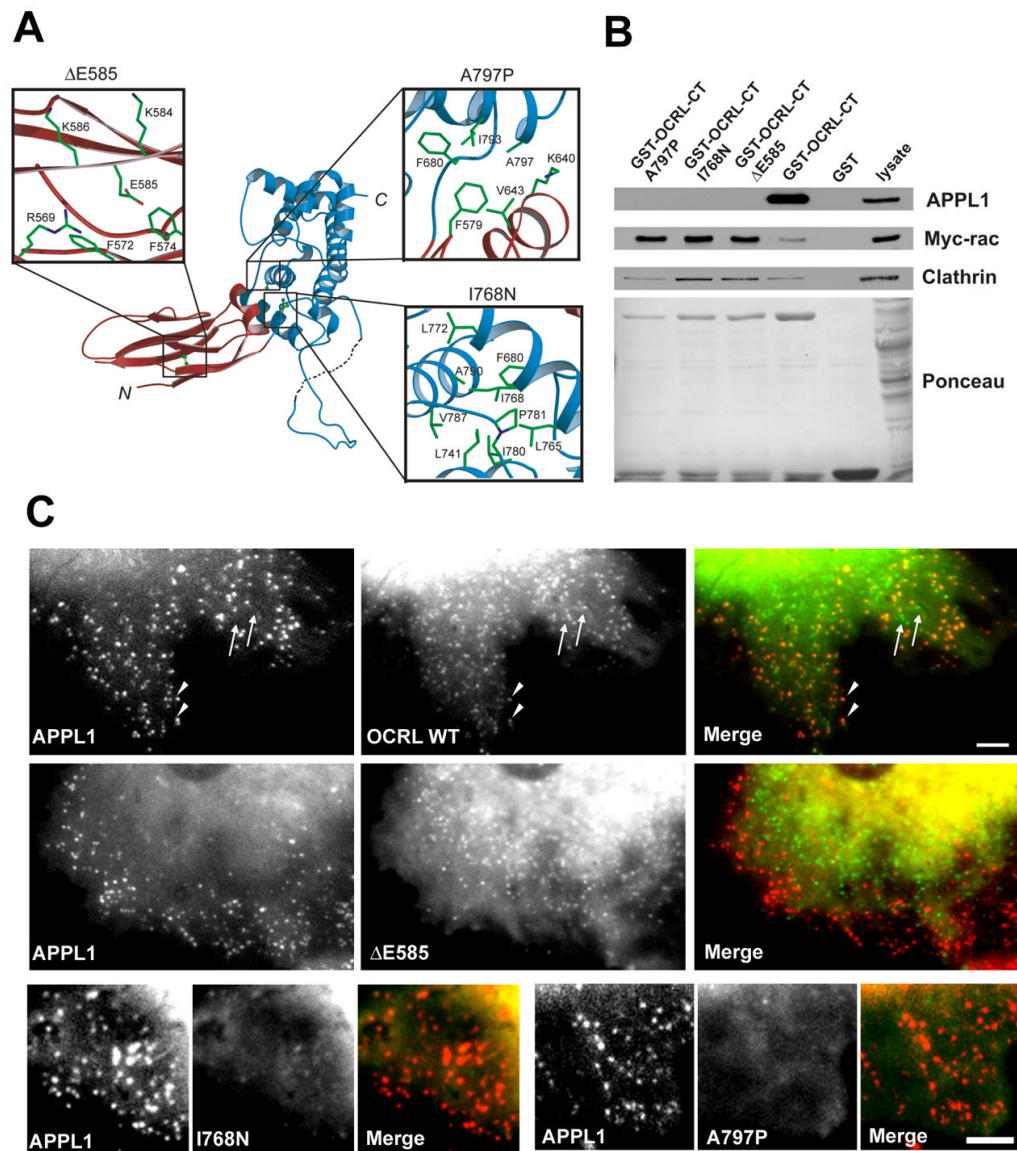 A
ΔE585
K584
K586
E585
R569
F572
F574
A797P
I793
F680
A797
K640
V643
F579
C
N
I768N
L772
F680
A790
I768
V787
P781
L765
L741
I780
B
GST-OCRL-CT
A797P
GST-OCRL-CT
I768N
GST-OCRL-CT
ΔE585
GST-OCRL-CT
GST
lysate
APPL1
Myc-rac
Clathrin
Ponceau
C
APPL1
OCRL WT
Merge
APPL1
ΔE585
Merge
APPL1
I768N
Merge
APPL1
A797P
Merge